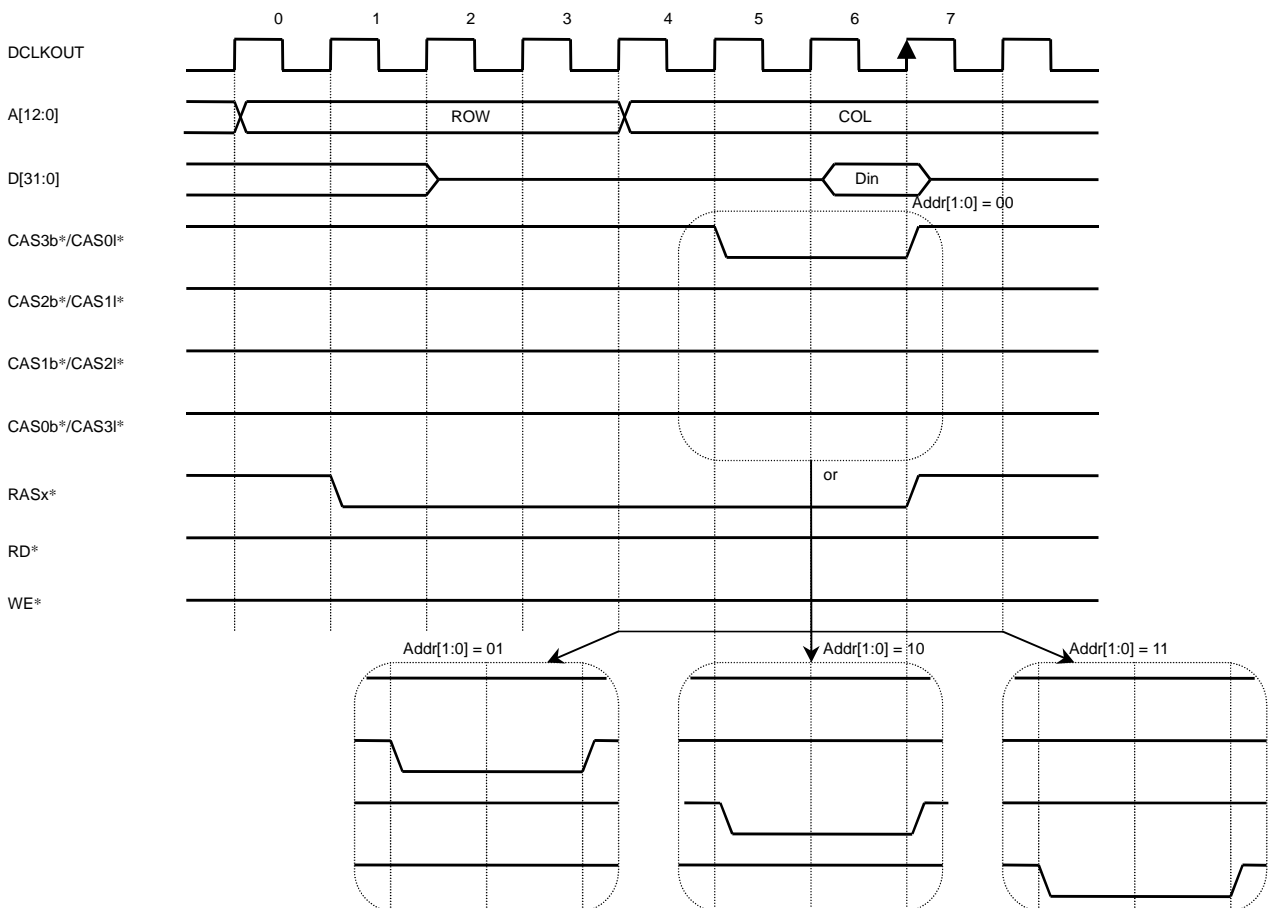 0 1 2 3 4 5 6 7
DCLKOUT
A[12:0] ROW COL
D[31:0] Din
Addr[1:0] = 00
CAS3b*/CAS0l*
CAS2b*/CAS1l*
CAS1b*/CAS2l*
CAS0b*/CAS3l*
or
RASx*
RD*
WE*
Addr[1:0] = 01 Addr[1:0] = 10 Addr[1:0] = 11